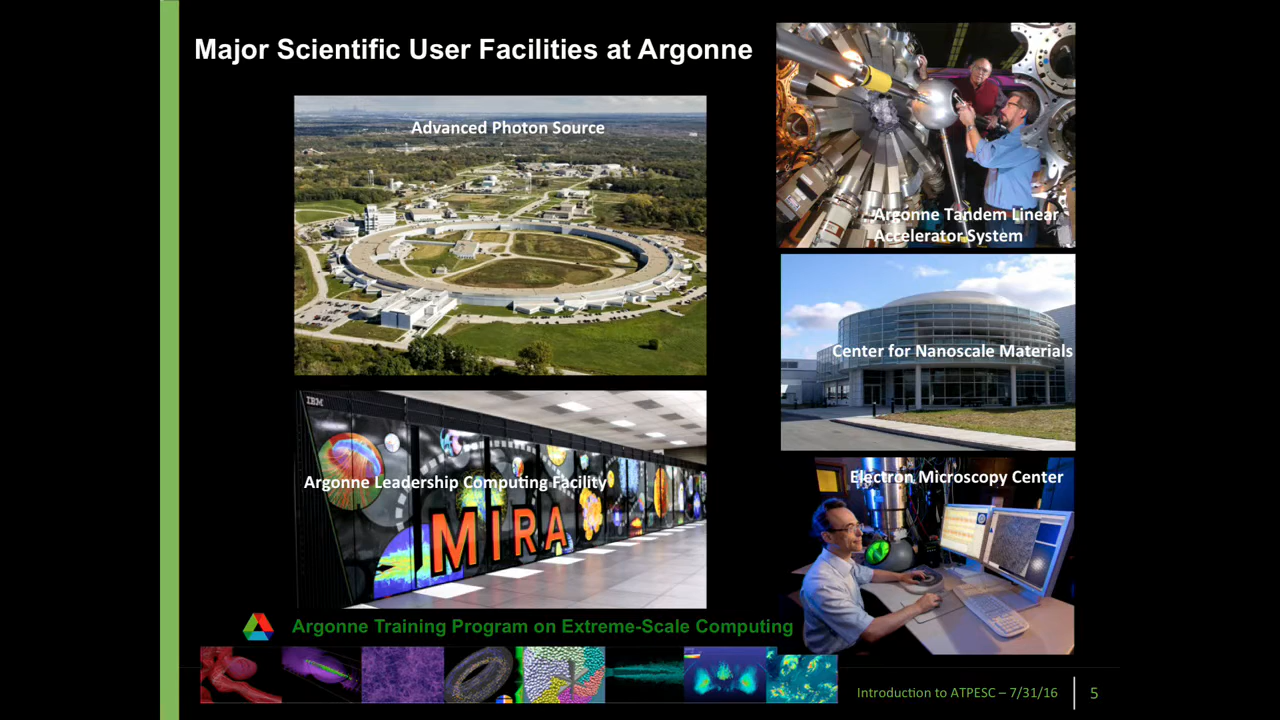 Major Scientific User Facilities at Argonne
Advanced Photon Source
Argonne Tandem Linear
Accelerator System
Center for Nanoscale Materials
IBM
Argonne Leadership Computing Facility
MIRA
Electron Microscopy Center
Argonne Training Program on Extreme-Scale Computing
Introduction to ATPESC – 7/31/16
5